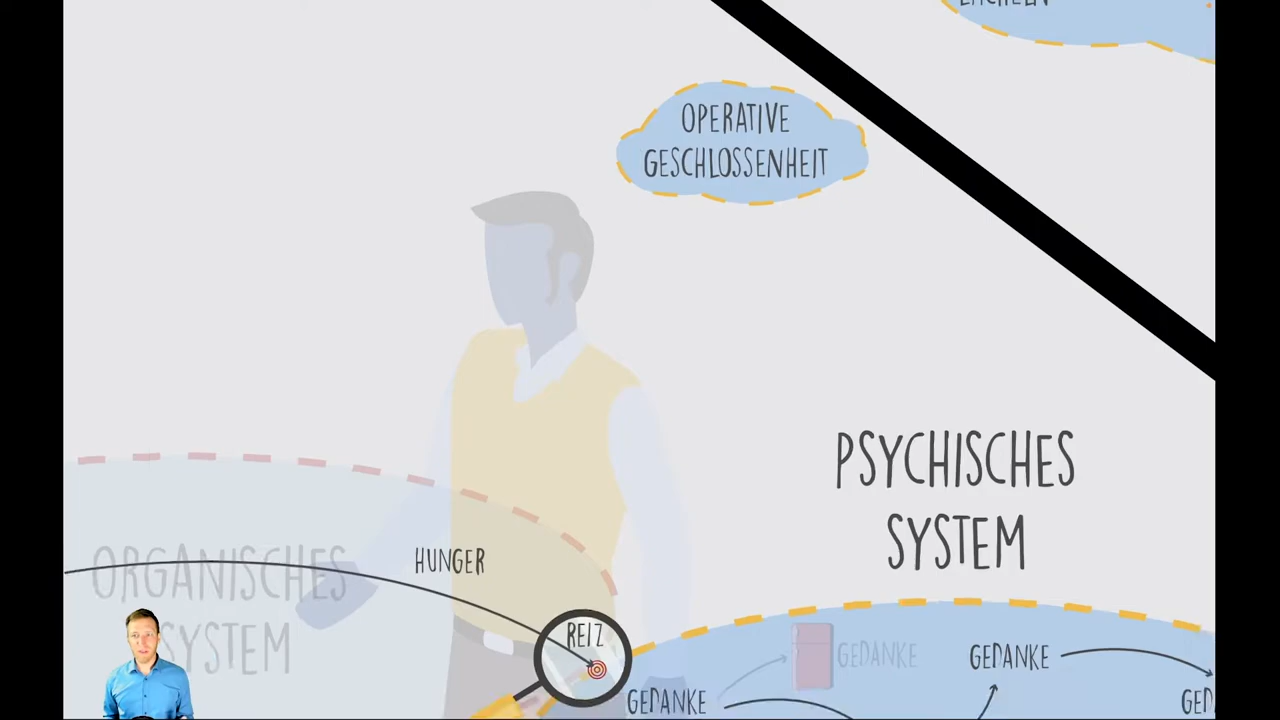 OPERATIVE
GESCHLOSSENHEIT
PSYCHISCHES
SYSTEM
ORGANISCHES
SYSTEM
HUNGER
REIZ
GEDANKE
GEDANKE
GEDANKE